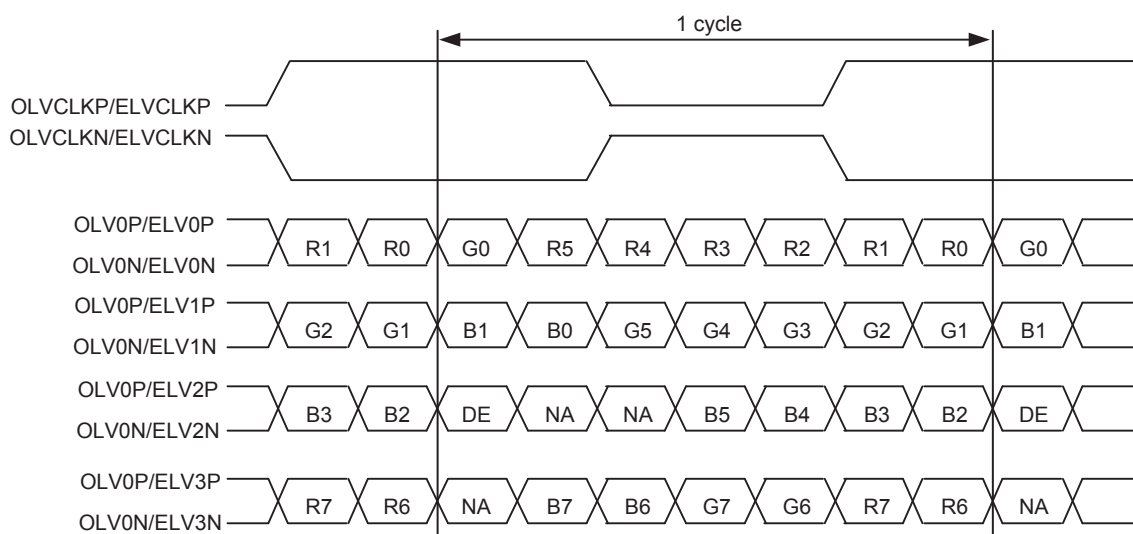 1 cycle
OLVCLKP/ELVCLKP
OLVCLKN/ELVCLKN
OLV0P/ELV0P
R1 R0 G0 R5 R4 R3 R2 R1 R0 G0
OLV0N/ELV0N
OLV0P/ELV1P
G2 G1 B1 B0 G5 G4 G3 G2 G1 B1
OLV0N/ELV1N
OLV0P/ELV2P
B3 B2 DE NA NA B5 B4 B3 B2 DE
OLV0N/ELV2N
OLV0P/ELV3P
R7 R6 NA B7 B6 G7 G6 R7 R6 NA
OLV0N/ELV3N